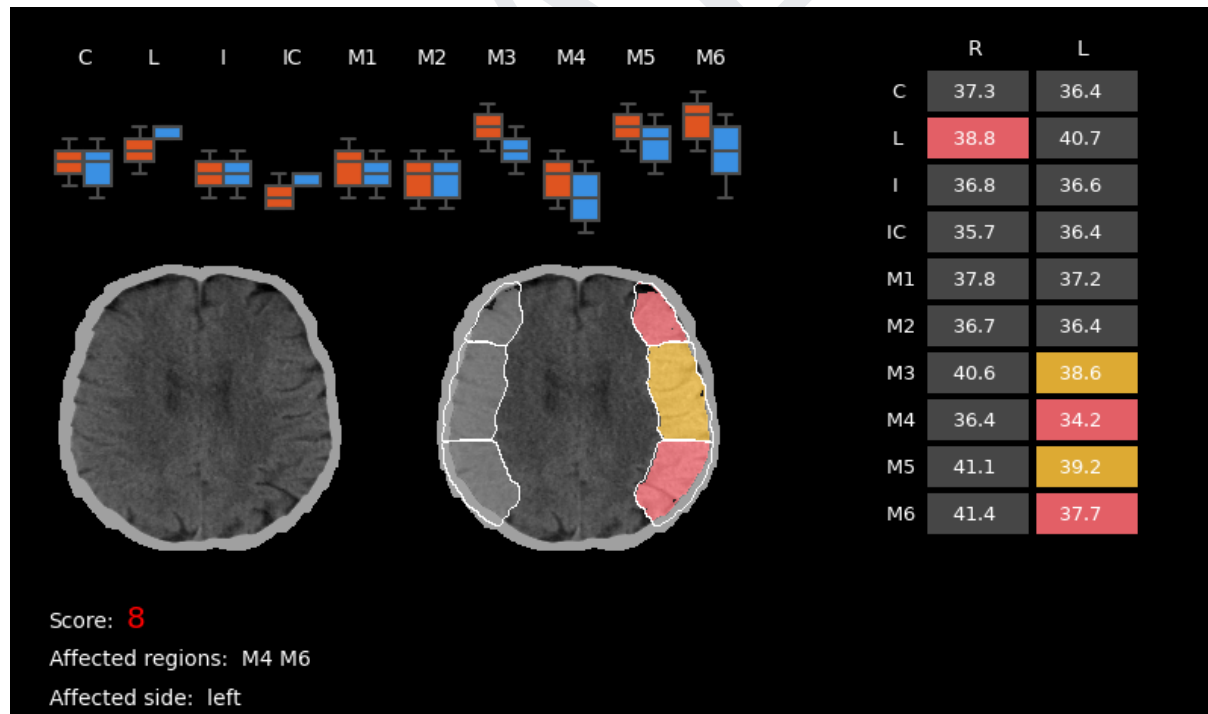 C L I IC M1 M2 M3 M4 M5 M6
R L
C 37.3 36.4
L 38.8 40.7
I 36.8 36.6
IC 35.7 36.4
M1 37.8 37.2
M2 36.7 36.4
M3 40.6 38.6
M4 36.4 34.2
M5 41.1 39.2
M6 41.4 37.7
Score: 8
Affected regions: M4 M6
Affected side: left